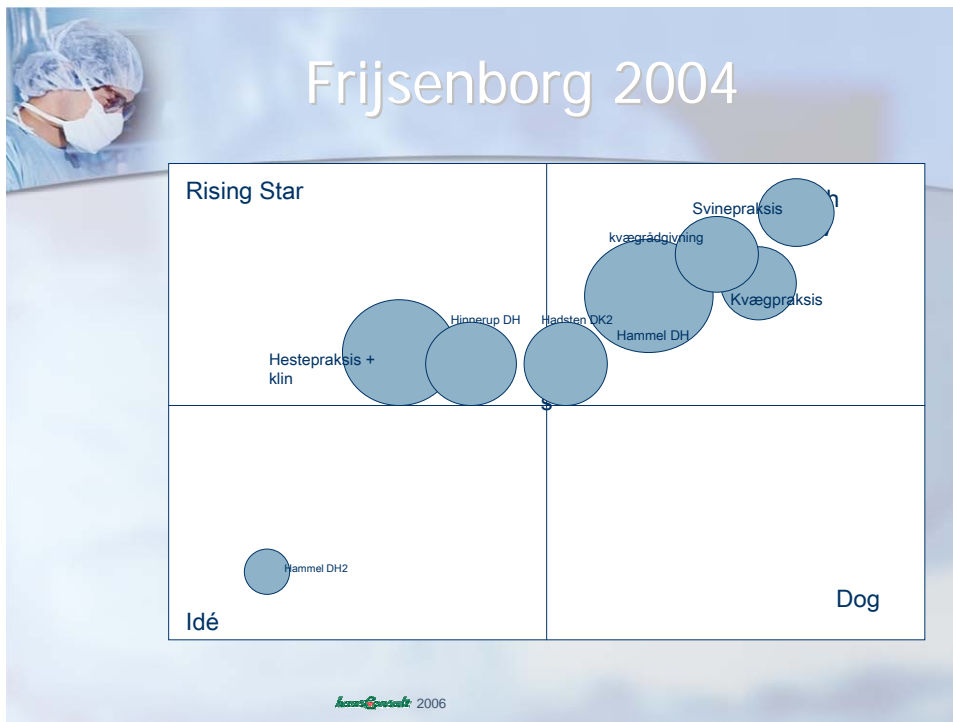 Frijsenborg 2004
Rising Star
Svinepraksis
kvægrådgivning
Kvægpraksis
Hinnerup DH
Hadsten DK2
Hammel DH
Hestepraksis +
klin
s
Hammel DH2
Dog
Idé
hansConsult 2006